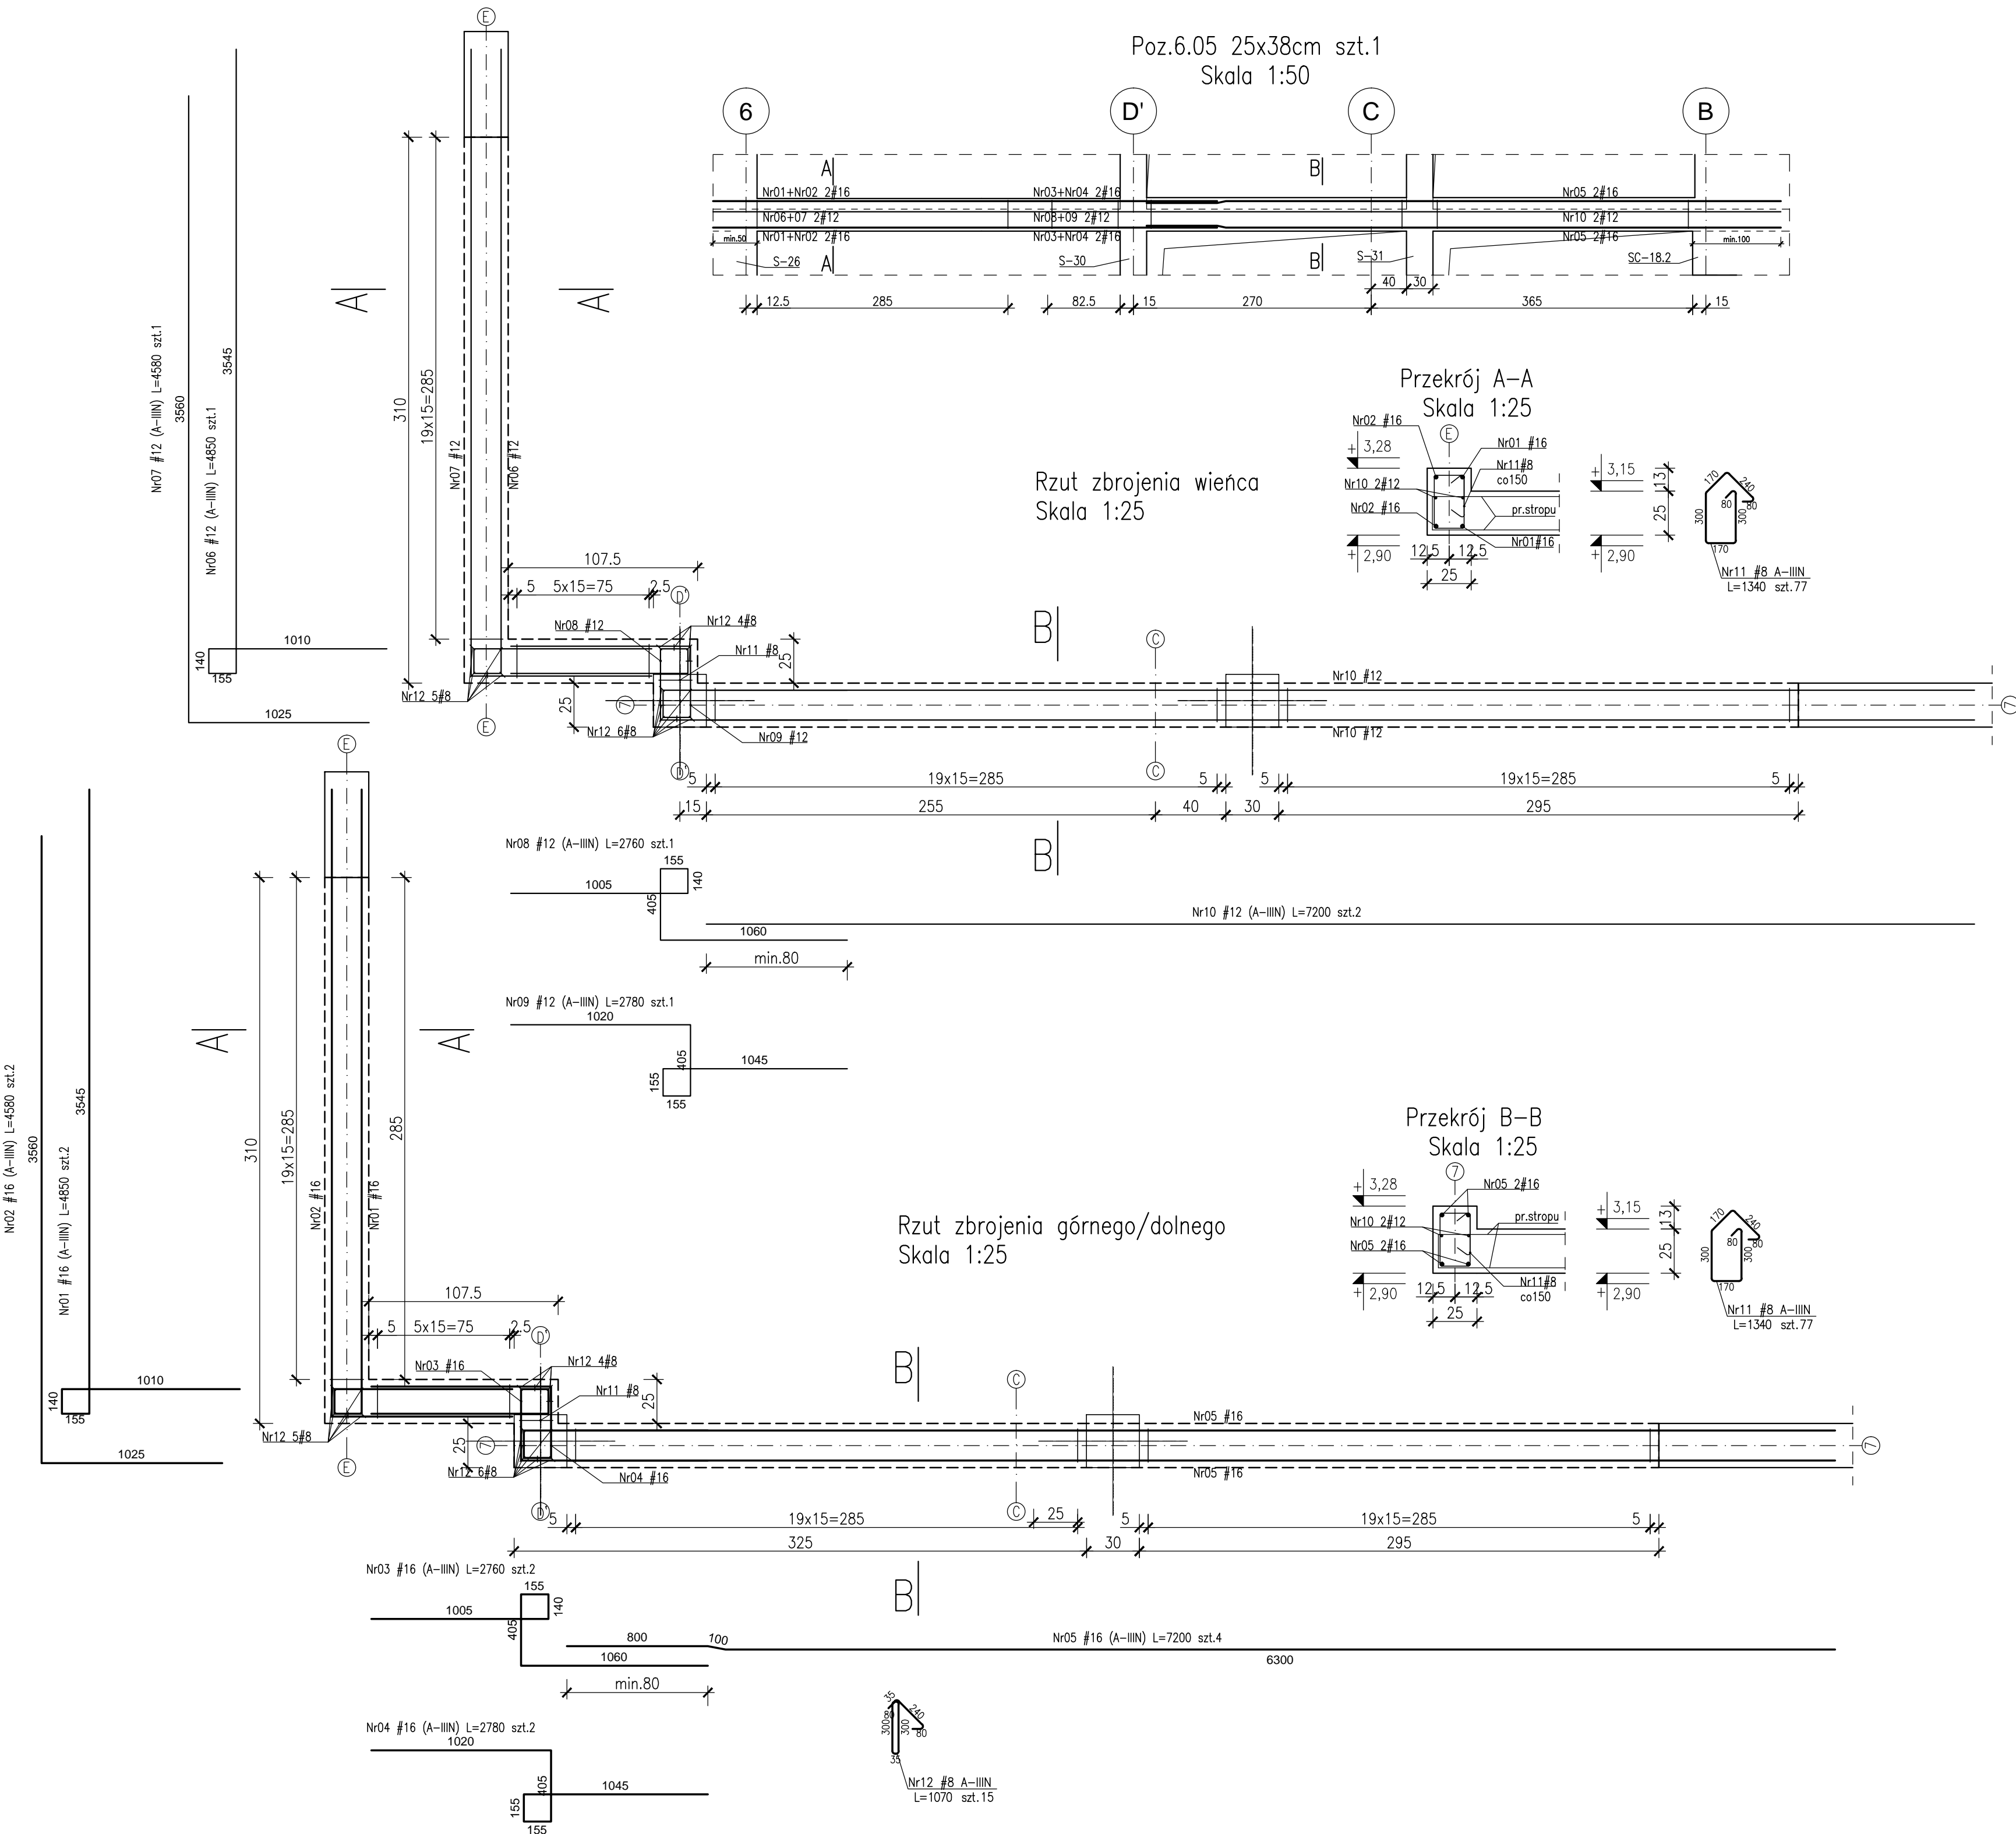 Poz.6.05 25x38cm szt.1
Skala 1:50
6
D'
C
B
A
B
Nr01+Nr02 2#16
Nr03+Nr04 2#16
Nr05 2#16
Nr06+07 2#12
Nr08+09 2#12
Nr10 2#12
Nr01+Nr02 2#16
Nr03+Nr04 2#16
Nr05 2#16
min.50
min.100
S-26
A
S-30
B
S-31
SC-18.2
40
30
12.5
285
82.5
15
270
365
15
E
A
A
Nr07 #12 (A-IIIN) L=4580 szt.1
3560
Nr06 #12 (A-IIIN) L=4850 szt.1
3545
310
19x15=285
Nr07 #12
Nr06 #12
1010
140
155
1025
Rzut zbrojenia wieńca
Skala 1:25
Przekrój A-A
Skala 1:25
Nr02 #16
E
Nr01 #16
+ 3,28
Nr11#8
co150
+ 3,15
Nr10 2#12
Nr02 #16
pr.stropu
Nr01#16
+ 2,90
12.5
12.5
25
+ 2,90
13
25
170
240
80
80
300
300
170
Nr11 #8 A-IIIN
L=1340 szt.77
107.5
5
5x15=75
2.5
D'
Nr08 #12
Nr12 4#8
Nr11 #8
25
Nr12 5#8
E
25
7
Nr12 6#8
Nr09 #12
D'
B
C
C
Nr10 #12
Nr10 #12
7
5
19x15=285
5
5
19x15=285
5
15
255
40
30
295
B
Nr08 #12 (A-IIIN) L=2760 szt.1
155
1005
140
405
1060
min.80
Nr10 #12 (A-IIIN) L=7200 szt.2
Nr09 #12 (A-IIIN) L=2780 szt.1
1020
405
1045
155
155
E
A
A
Nr02 #16 (A-IIIN) L=4580 szt.2
3560
Nr01 #16 (A-IIIN) L=4850 szt.2
3545
310
19x15=285
285
Nr02 #16
Nr01 #16
1010
140
155
1025
Rzut zbrojenia górnego/dolnego
Skala 1:25
Przekrój B-B
Skala 1:25
7
Nr05 2#16
+ 3,28
pr.stropu
+ 3,15
Nr10 2#12
Nr05 2#16
Nr11#8
co150
+ 2,90
12.5
12.5
25
+ 2,90
13
25
170
240
80
80
300
300
170
Nr11 #8 A-IIIN
L=1340 szt.77
107.5
5
5x15=75
2.5
D'
Nr03 #16
Nr12 4#8
Nr11 #8
25
Nr12 5#8
E
25
7
Nr12 6#8
Nr04 #16
D'
B
C
C
Nr05 #16
Nr05 #16
7
5
19x15=285
25
5
19x15=285
5
325
30
295
B
Nr03 #16 (A-IIIN) L=2760 szt.2
155
1005
140
405
800
100
1060
min.80
Nr05 #16 (A-IIIN) L=7200 szt.4
6300
Nr04 #16 (A-IIIN) L=2780 szt.2
1020
405
1045
155
155
35
80
240
300
300
80
35
Nr12 #8 A-IIIN
L=1070 szt.15